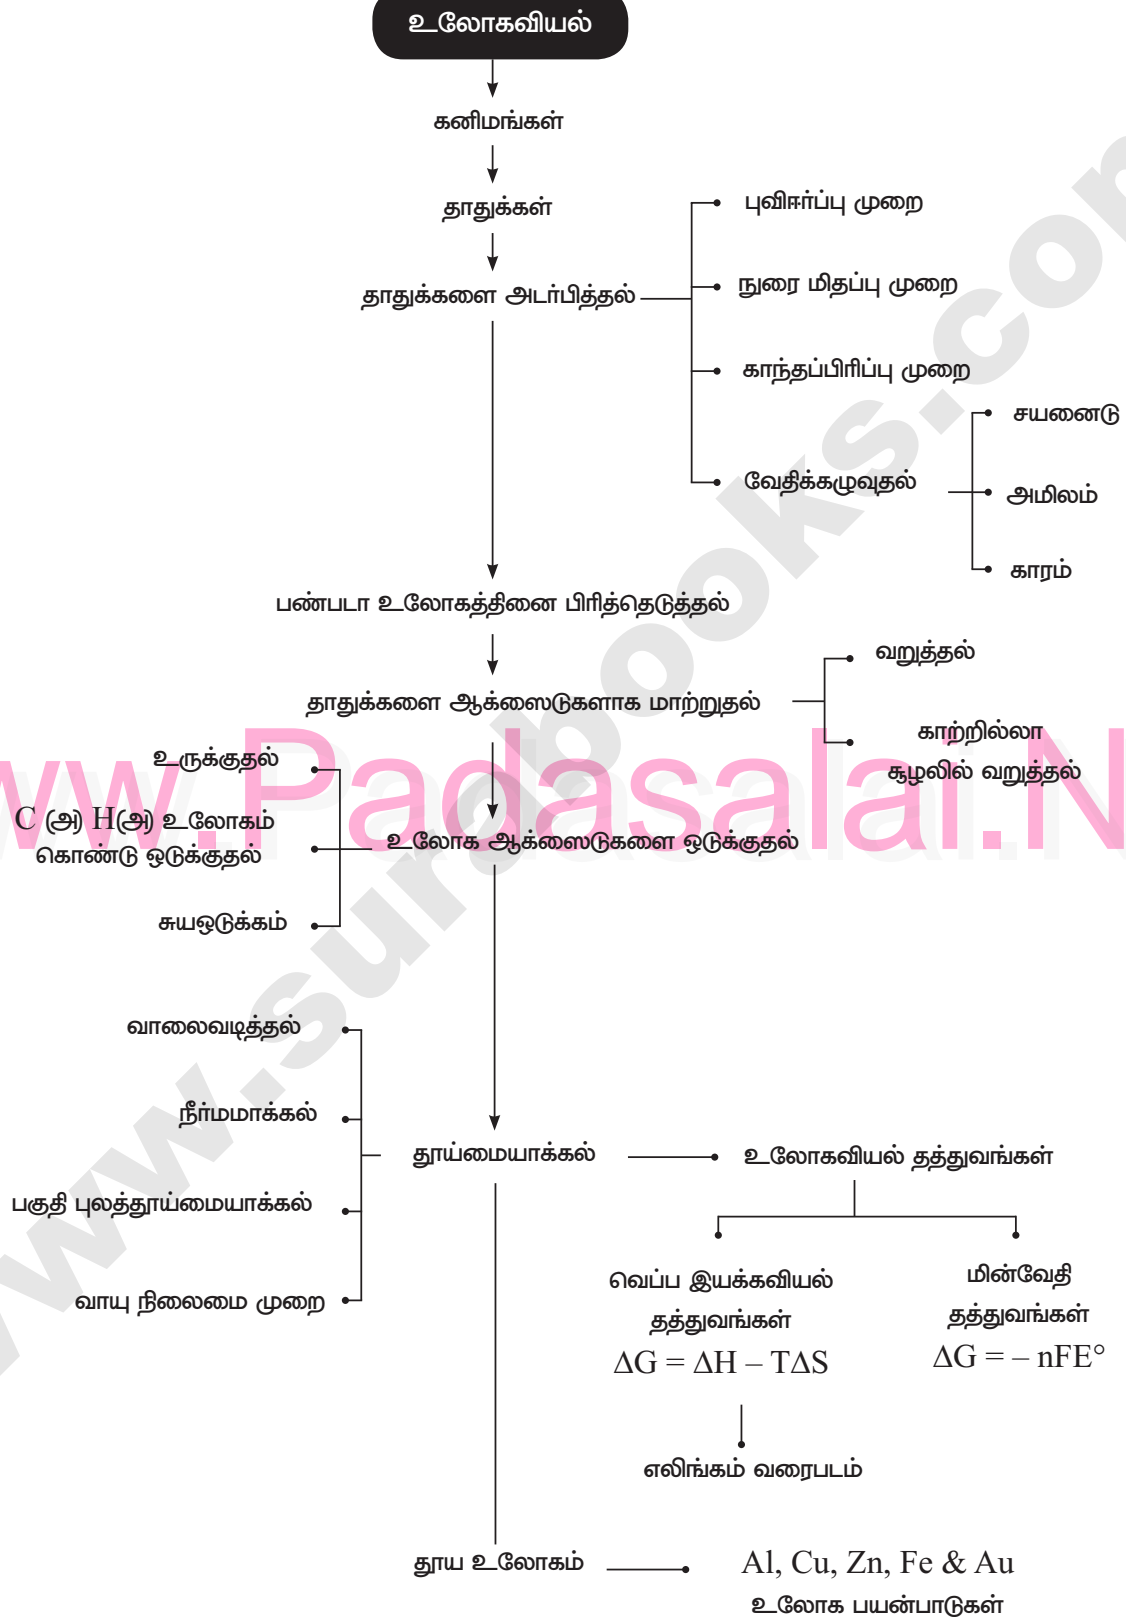 உலோகவியல்
கனிமங்கள்
தாதுக்கள்
புவிஈர்ப்பு முறை
நுரை மிதப்பு முறை
தாதுக்களை அடர்பித்தல்
காந்தப்பிரிப்பு முறை
சயனைடு
வேதிக்கழுவுதல்
அமிலம்
காரம்
பண்படா உலோகத்தினை பிரித்தெடுத்தல்
வறுத்தல்
தாதுக்களை ஆக்ஸைடுகளாக மாற்றுதல்
காற்றில்லா
சூழலில் வறுத்தல்
உருக்குதல்
C (அ) H(அ) உலோகம்
கொண்டு ஒடுக்குதல்
உலோக ஆக்ஸைடுகளை ஒடுக்குதல்
சுயஒடுக்கம்
வாலைவடித்தல்
நீர்மமாக்கல்
தூய்மையாக்கல்
உலோகவியல் தத்துவங்கள்
பகுதி புலத்தூய்மையாக்கல்
வாயு நிலைமை முறை
வெப்ப இயக்கவியல்
தத்துவங்கள்
ΔG = ΔH – TΔS
மின்வேதி
தத்துவங்கள்
ΔG = – nFE°
எலிங்கம் வரைபடம்
தூய உலோகம்
Al, Cu, Zn, Fe & Au
உலோக பயன்பாடுகள்
www.surabooks.com
ww.Padasalai.N